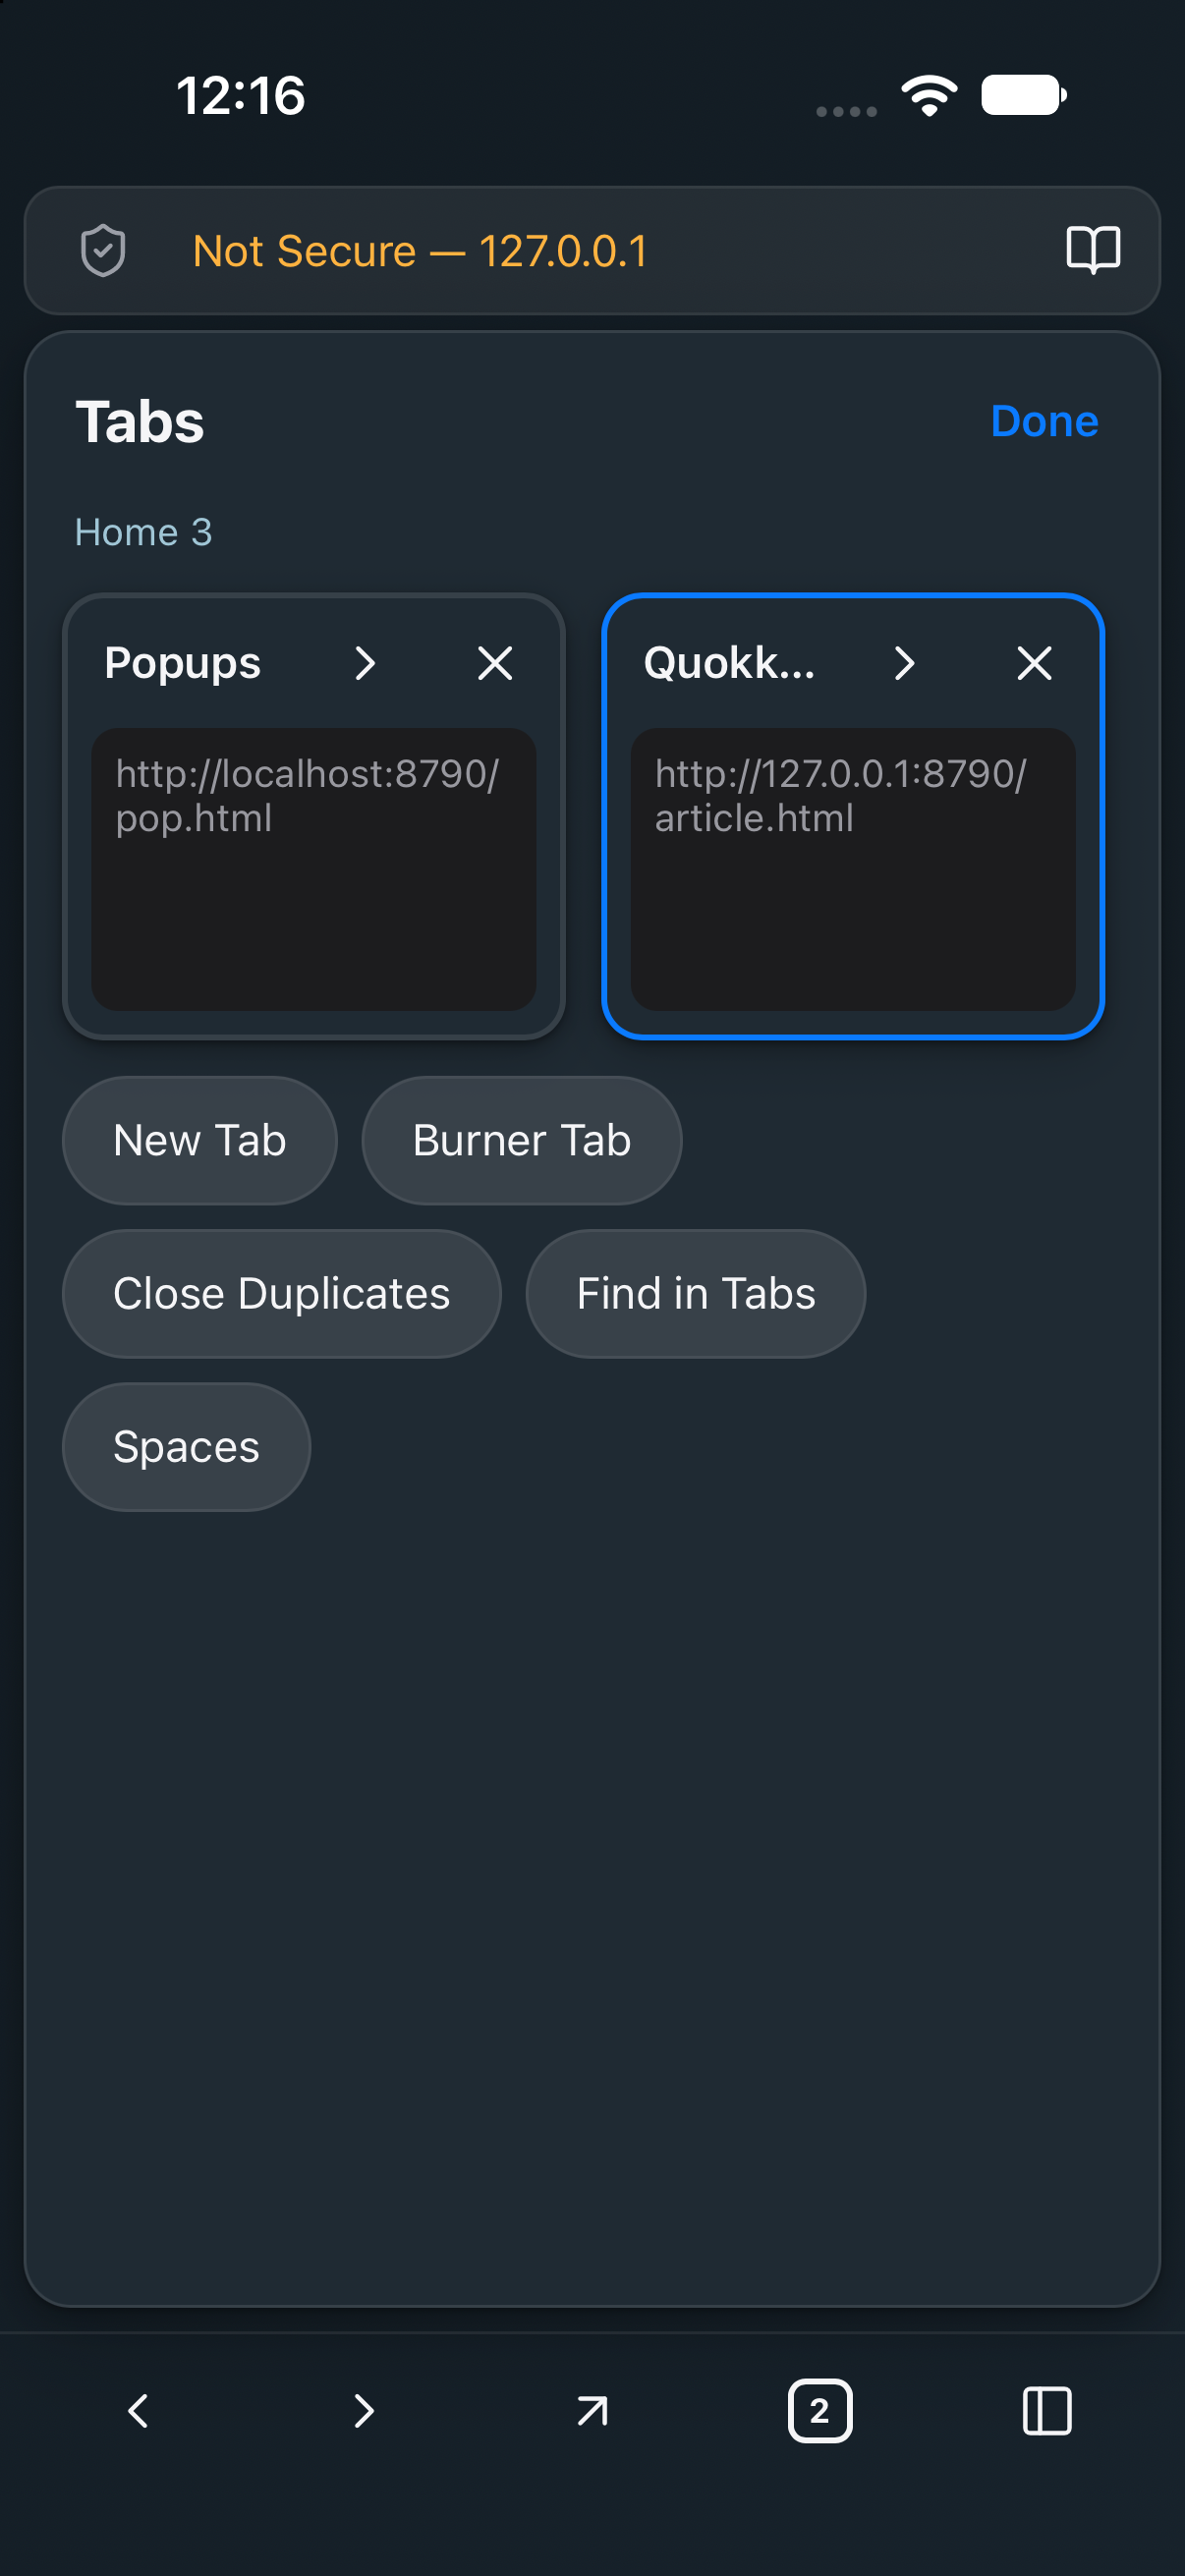 12:16
Not Secure — 127.0.0.1
Tabs
Done
Home 3
Popups
Quokk...
http://localhost:8790/
pop.html
http://127.0.0.1:8790/
article.html
New Tab
Burner Tab
Close Duplicates
Find in Tabs
Spaces
2